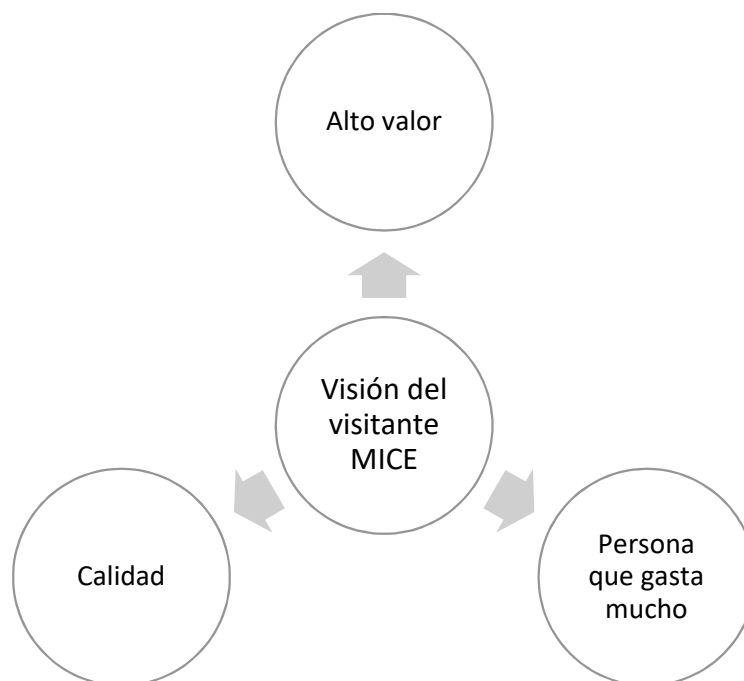 Alto valor
Visión del
visitante
MICE
Calidad
Persona
que gasta
mucho